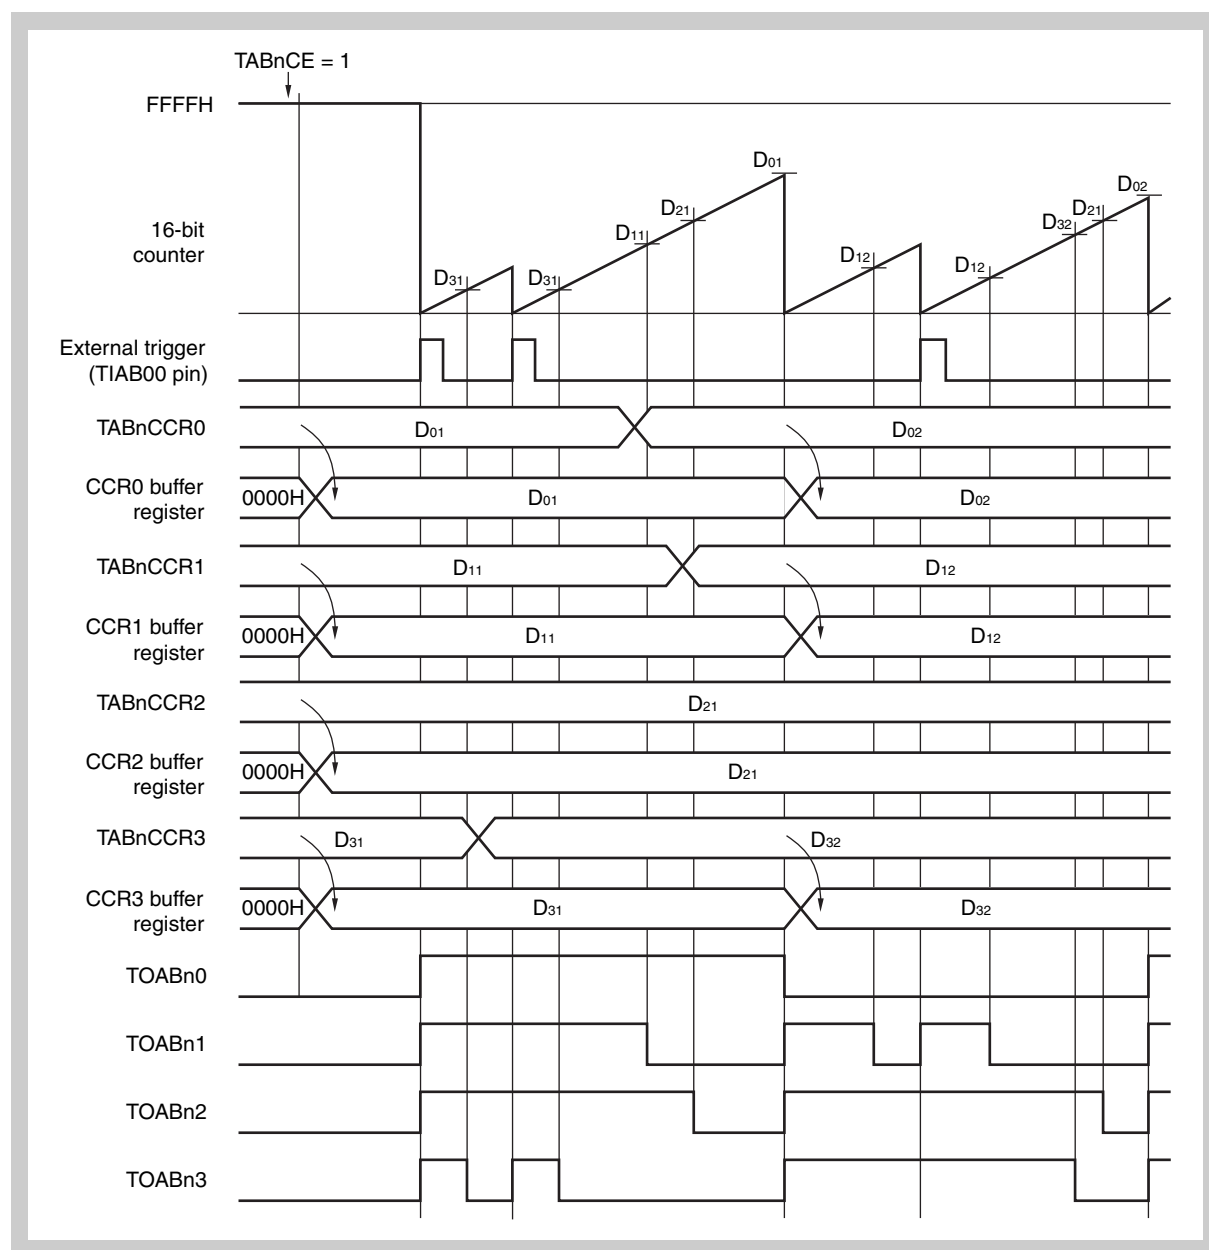 TABnCE = 1
FFFFH
D01
D02
D21
D21
D32
16-bit
counter
D11
D12
D12
D31
D31
External trigger
(TIAB00 pin)
TABnCCR0
D01
D02
CCR0 buffer
register
0000H
D01
D02
TABnCCR1
D11
D12
CCR1 buffer
register
0000H
D11
D12
TABnCCR2
D21
CCR2 buffer
register
0000H
D21
TABnCCR3
D31
D32
CCR3 buffer
register
0000H
D31
D32
TOABn0
TOABn1
TOABn2
TOABn3